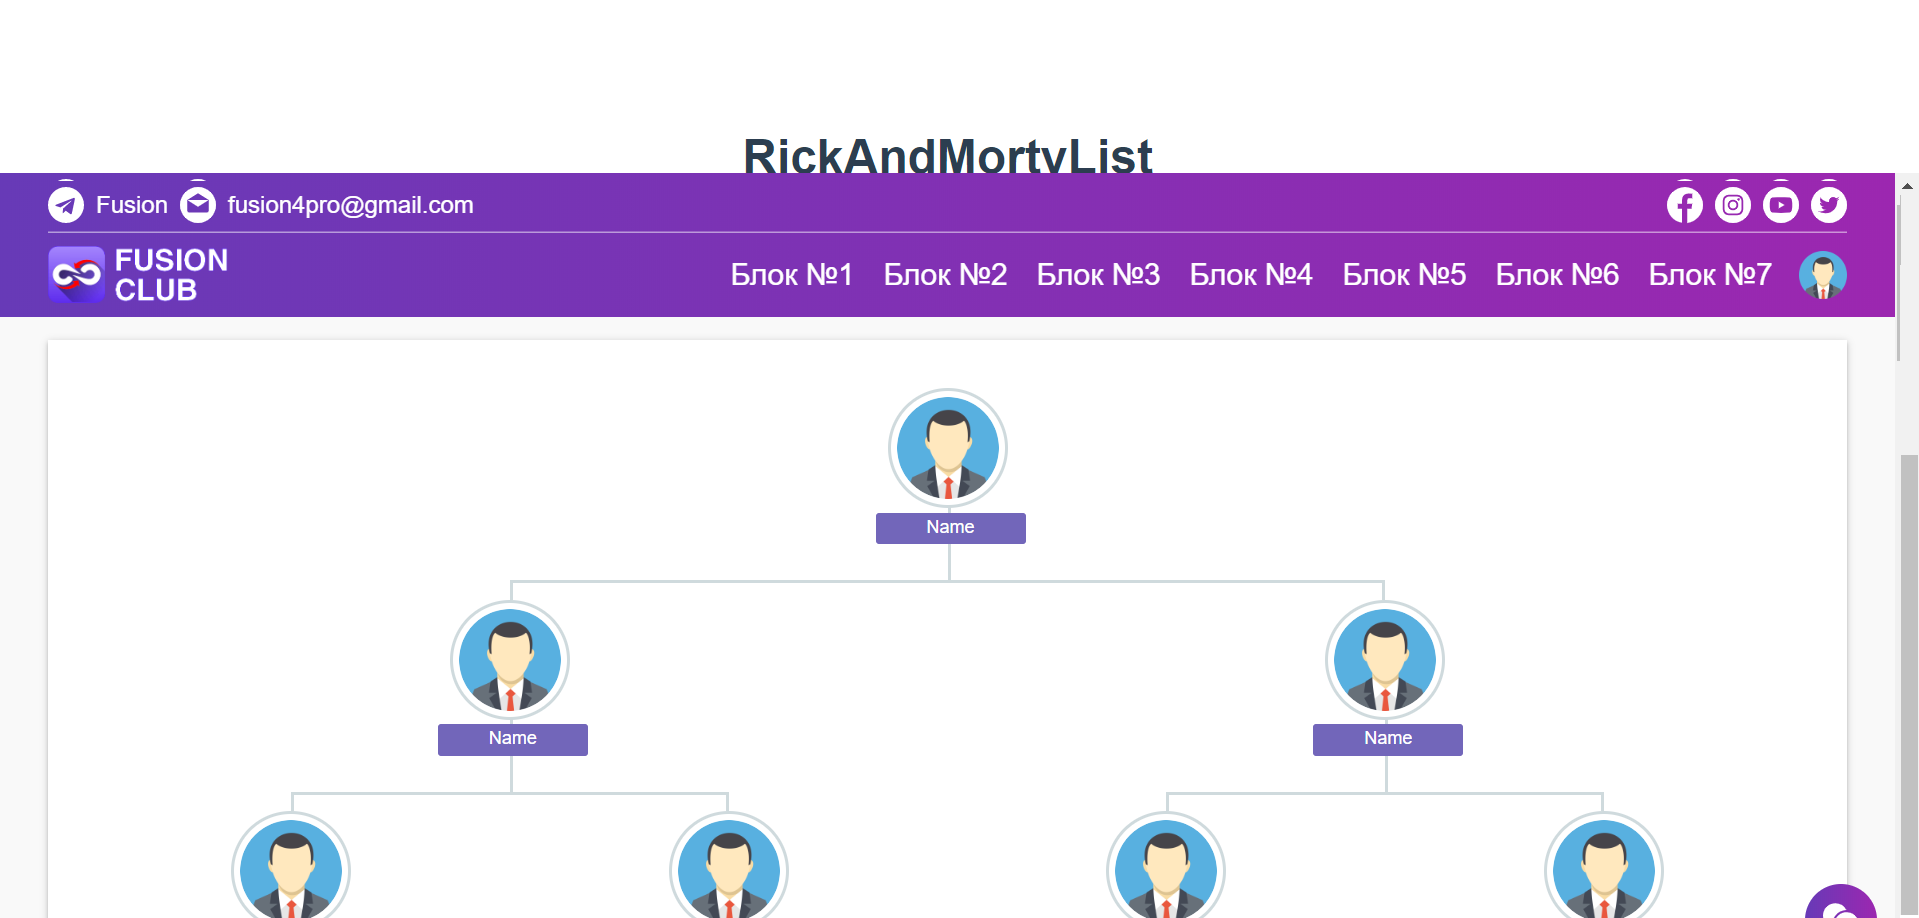 RickAndMortyList
Fusion fusion4pro@gmail.com
FUSION
CLUB
Блок №1 Блок №2 Блок №3 Блок №4 Блок №5 Блок №6 Блок №7
Name
Name Name